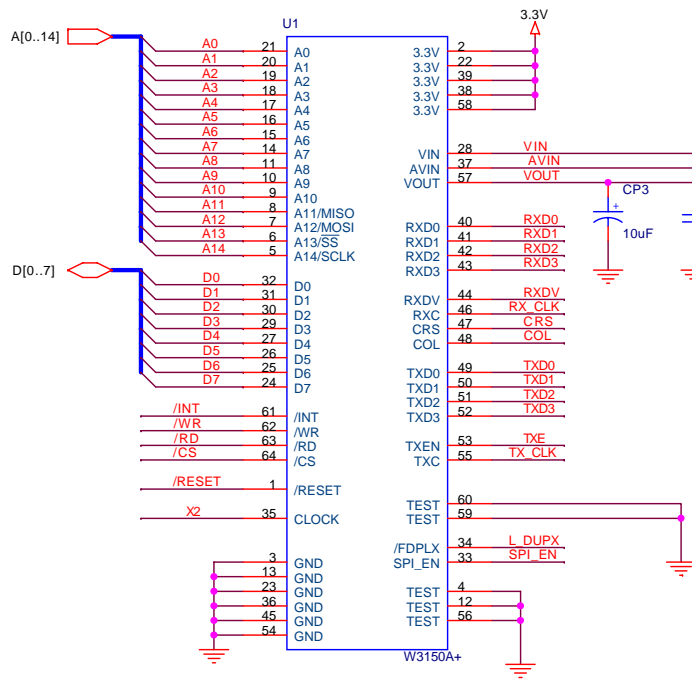 U1
3.3V
A[0..14]
A0 21 A0 3.3V 2
A1 20 A1 3.3V 22
A2 19 A2 3.3V 39
A3 18 A3 3.3V 38
A4 17 A4 3.3V 58
A5 16 A5
A6 15 A6
A7 14 A7 VIN 28 VIN
A8 11 A8 AVIN 37 AVIN
A9 10 A9 VOUT 57 VOUT
A10 9 A10 CP3
A11 8 A11/MISO +
A12 7 A12/MOSI RXD0 40 RXD0
A13 6 A13/SS RXD1 41 RXD1 10uF
A14 5 A14/SCLK RXD2 42 RXD2
D[0..7] RXD3 43 RXD3
D0 32 D0
D1 31 D1 RXDV 44 RXDV
D2 30 D2 RXC 46 RX_CLK
D3 29 D3 CRS 47 CRS
D4 27 D4 COL 48 COL
D5 26 D5
D6 25 D6 TXD0 49 TXD0
D7 24 D7 TXD1 50 TXD1
TXD2 51 TXD2
/INT 61 /INT TXD3 52 TXD3
/WR 62 /WR
/RD 63 /RD TXEN 53 TXE
/CS 64 /CS TXC 55 TX_CLK
/RESET 1 /RESET
TEST 60
X2 35 CLOCK TEST 59
/FDPLX 34 L_DUPX
3 GND SPI_EN 33 SPI_EN
13 GND
23 GND TEST 4
36 GND TEST 12
45 GND TEST 56
54 GND
W3150A+